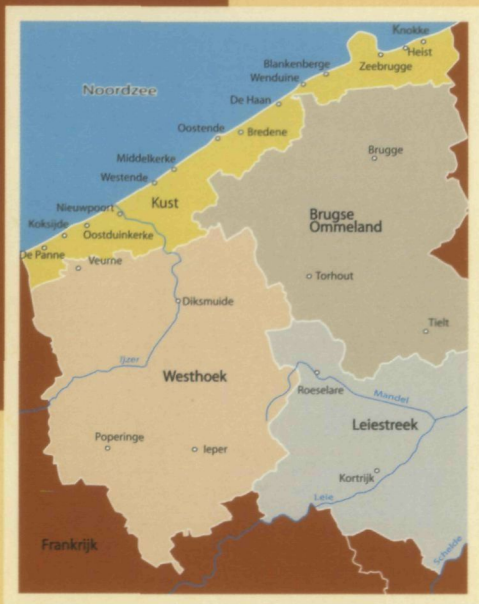 Knokke
Heist
Zeebrugge
Blankenberge
Wenduine
Noordzee
De Haan
Oostende
Bredene
Brugge
Middelkerke
Westende
Kust
Nieuwpoort
Brugse
Ommeland
Koksijde
Oostduinkerke
De Panne
Veurne
Torhout
Diksmuide
Tielt
Ijzer
Westhoek
Roeselare
Mandel
Leiestreek
Poperinge
Ieper
Kortrijk
Leie
Frankrijk
Schelde